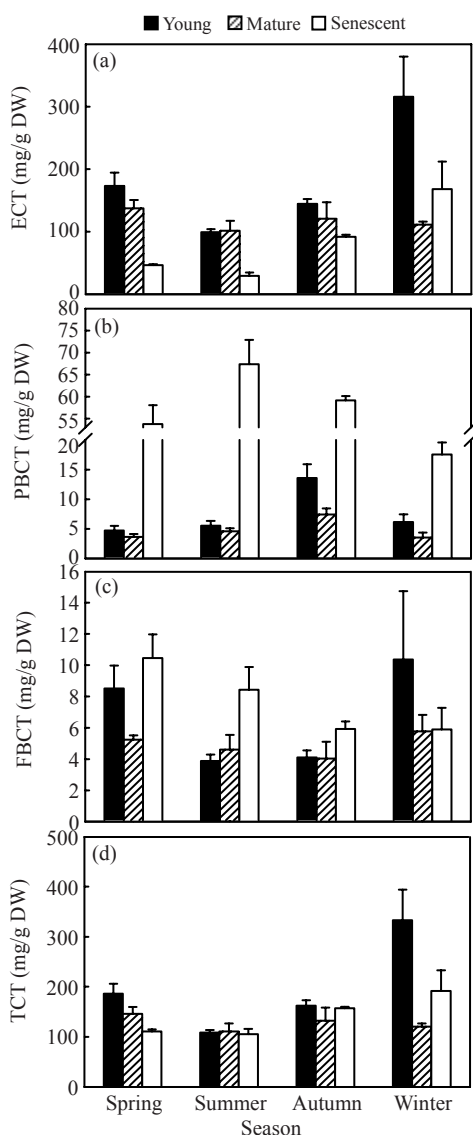 Young Mature Senescent
(a)
ECT (mg/g DW)
400
300
200
100
0
(b)
PBCT (mg/g DW)
80
75
70
65
60
55
20
15
10
5
0
(c)
FBCT (mg/g DW)
16
14
12
10
8
6
4
2
0
(d)
TCT (mg/g DW)
500
400
300
200
100
0
Spring Summer Autumn Winter
Season